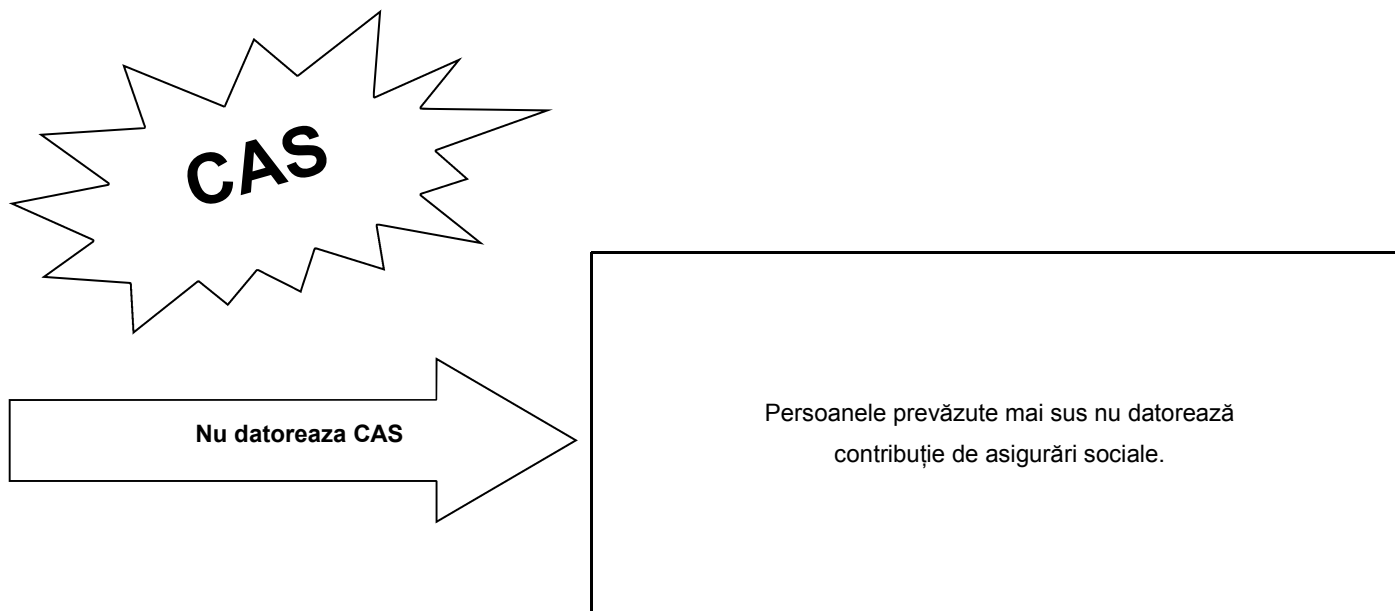 CAS
Nu datoreaza CAS
Persoanele prevăzute mai sus nu datorează
contribuție de asigurări sociale.